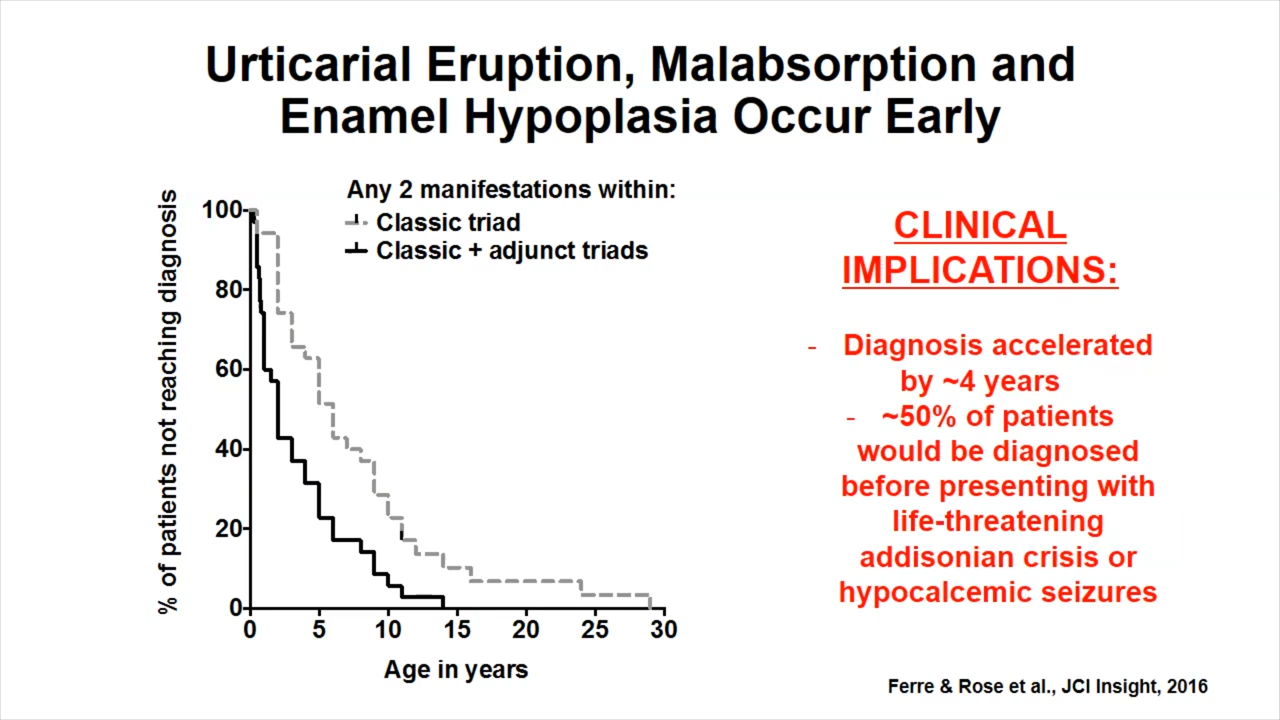 Urticarial Eruption, Malabsorption and
Enamel Hypoplasia Occur Early
Any 2 manifestations within:
Classic triad
Classic + adjunct triads
% of patients not reaching diagnosis
100
80
60
40
20
0
0 5 10 15 20 25 30
Age in years
CLINICAL
IMPLICATIONS:
- Diagnosis accelerated
by ~4 years
- ~50% of patients
would be diagnosed
before presenting with
life-threatening
addisonian crisis or
hypocalcemic seizures
Ferre & Rose et al., JCI Insight, 2016